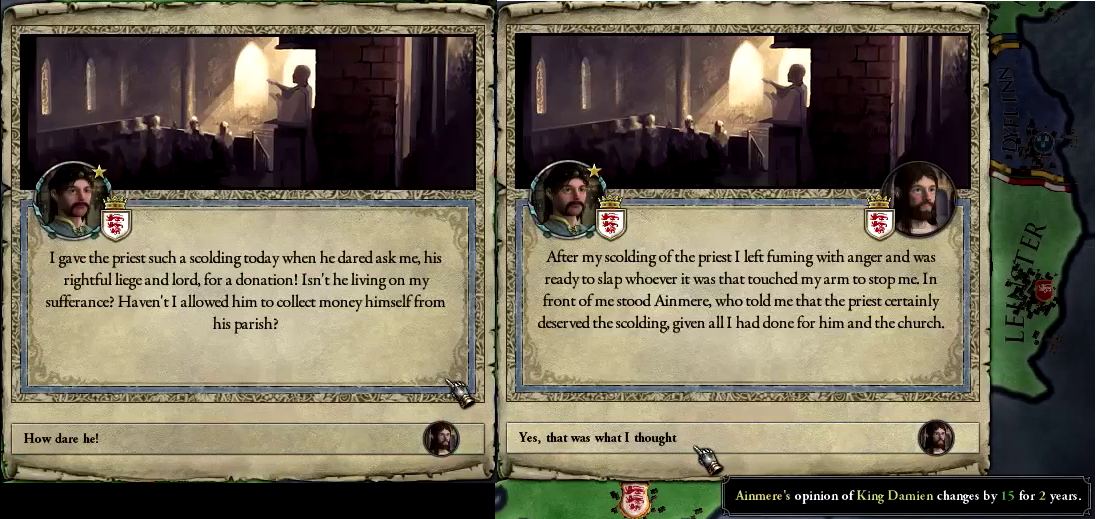 I gave the priest such a scolding today when he dared ask me, his
rightful liege and lord, for a donation! Isn't he living on my
sufferance? Haven't I allowed him to collect money himself from
his parish?
How dare he!
After my scolding of the priest I left fuming with anger and was
ready to slap whoever it was that touched my arm to stop me. In
front of me stood Ainmere, who told me that the priest certainly
deserved the scolding, given all I had done for him and the church.
Yes, that was what I thought
DYFLINN
LEINSTER
Ainmere's opinion of King Damien changes by 15 for 2 years.